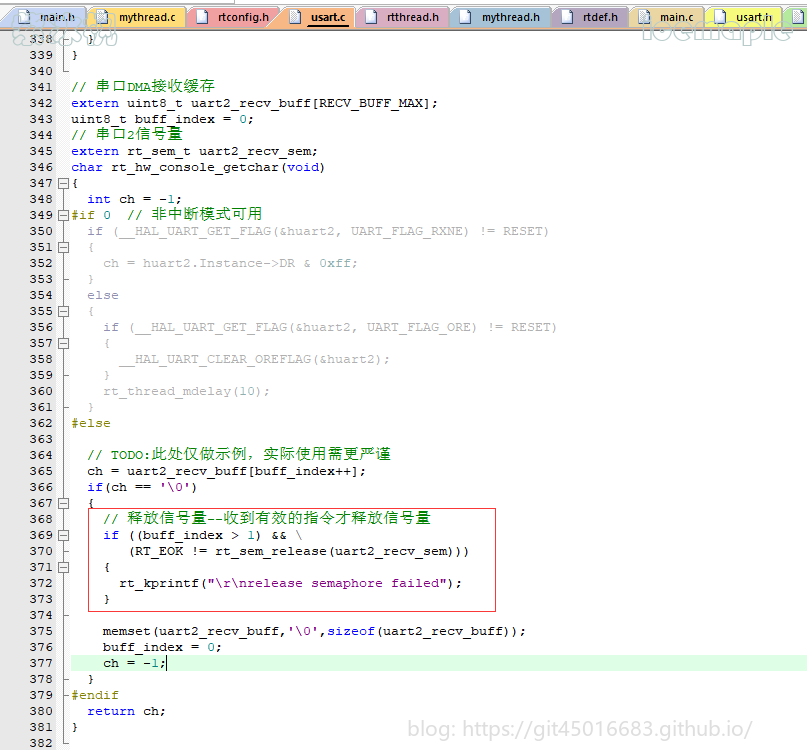 main.h mythread.c rtconfig.h usart.c rtthread.h mythread.h rtdef.h main.c usart.h
338 }
339 }
340
341 // 串口DMA接收缓存
342 extern uint8_t uart2_recv_buff[RECV_BUFF_MAX];
343 uint8_t buff_index = 0;
344 // 串口2信号量
345 extern rt_sem_t uart2_recv_sem;
346 char rt_hw_console_getchar(void)
347 {
348 int ch = -1;
349 #if 0 // 非中断模式可用
350 if (__HAL_UART_GET_FLAG(&huart2, UART_FLAG_RXNE) != RESET)
351 {
352 ch = huart2.Instance->DR & 0xff;
353 }
354 else
355 {
356 if (__HAL_UART_GET_FLAG(&huart2, UART_FLAG_ORE) != RESET)
357 {
358 __HAL_UART_CLEAR_OREFLAG(&huart2);
359 }
360 rt_thread_mdelay(10);
361 }
362 #else
363
364 // TODO:此处仅做示例，实际使用需更严谨
365 ch = uart2_recv_buff[buff_index++];
366 if(ch == '\0')
367 {
368 // 释放信号量--收到有效的指令才释放信号量
369 if ((buff_index > 1) && \
370 (RT_EOK != rt_sem_release(uart2_recv_sem)))
371 {
372 rt_kprintf("\r\nrelease semaphore failed");
373 }
374
375 memset(uart2_recv_buff,'\0',sizeof(uart2_recv_buff));
376 buff_index = 0;
377 ch = -1;
378 }
379 #endif
380 return ch;
381 }
382
blog: https://git45016683.github.io/